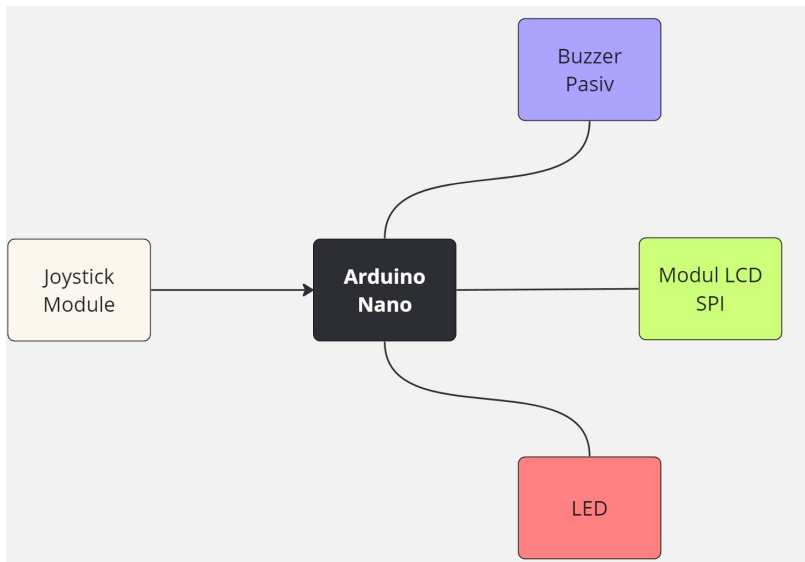 Buzzer
Pasiv
Joystick
Module
Arduino
Nano
Modul LCD
SPI
LED